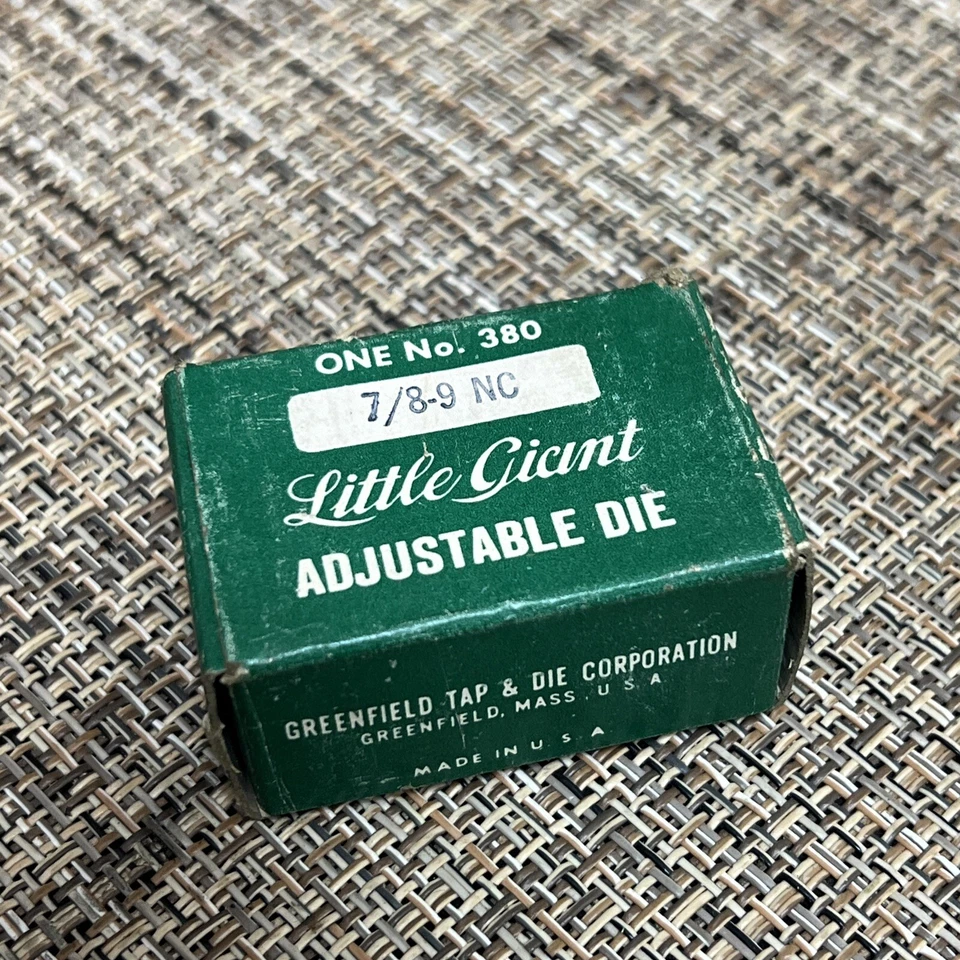 ONE No. 380
7/8-9 NC
Little Giant
ADJUSTABLE DIE
GREENFIELD TAP & DIE CORPORATION
GREENFIELD, MASS. U S A
MADE IN U. S. A